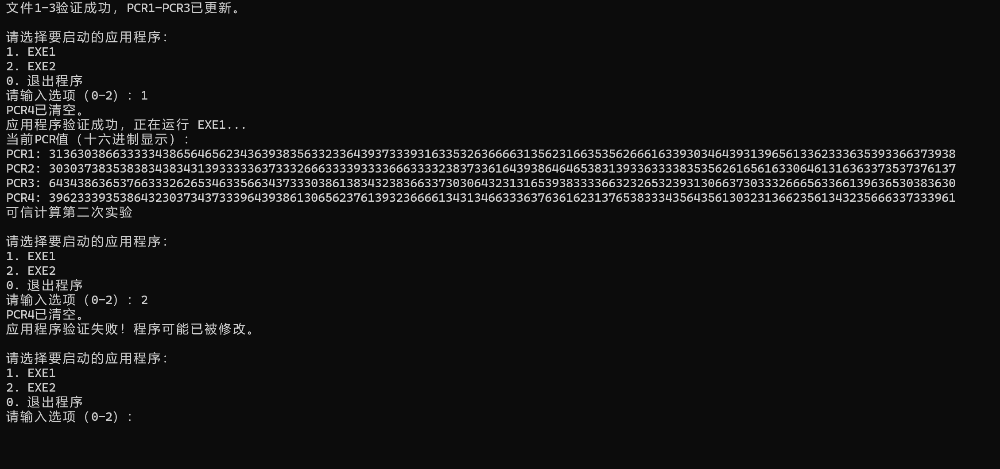 文件1-3验证成功，PCR1-PCR3已更新。
请选择要启动的应用程序：
1. EXE1
2. EXE2
0. 退出程序
请输入选项（0-2）: 1
PCR4已清空。
应用程序验证成功，正在运行 EXE1...
当前PCR值（十六进制显示）：
PCR1: 31363038663333343865646562343639383563323364393733393163353263666631356231663535626661633930346439313965613362333635393366373938
PCR2: 30303738353838343834313933333637333266633339333366633332383733616439386464653831393363333835356261656163306461316363373537376137
PCR3: 64343863653766333262653463356634373330386138343238366337303064323131653938333366323265323931306637303332666563366139636530383630
PCR4: 39623339353864323037343733396439386130656237613932366661343134663336376361623137653833343564356130323136623561343235666337333961
可信计算第二次实验
请选择要启动的应用程序：
1. EXE1
2. EXE2
0. 退出程序
请输入选项（0-2）: 2
PCR4已清空。
应用程序验证失败！程序可能已被修改。
请选择要启动的应用程序：
1. EXE1
2. EXE2
0. 退出程序
请输入选项（0-2）: